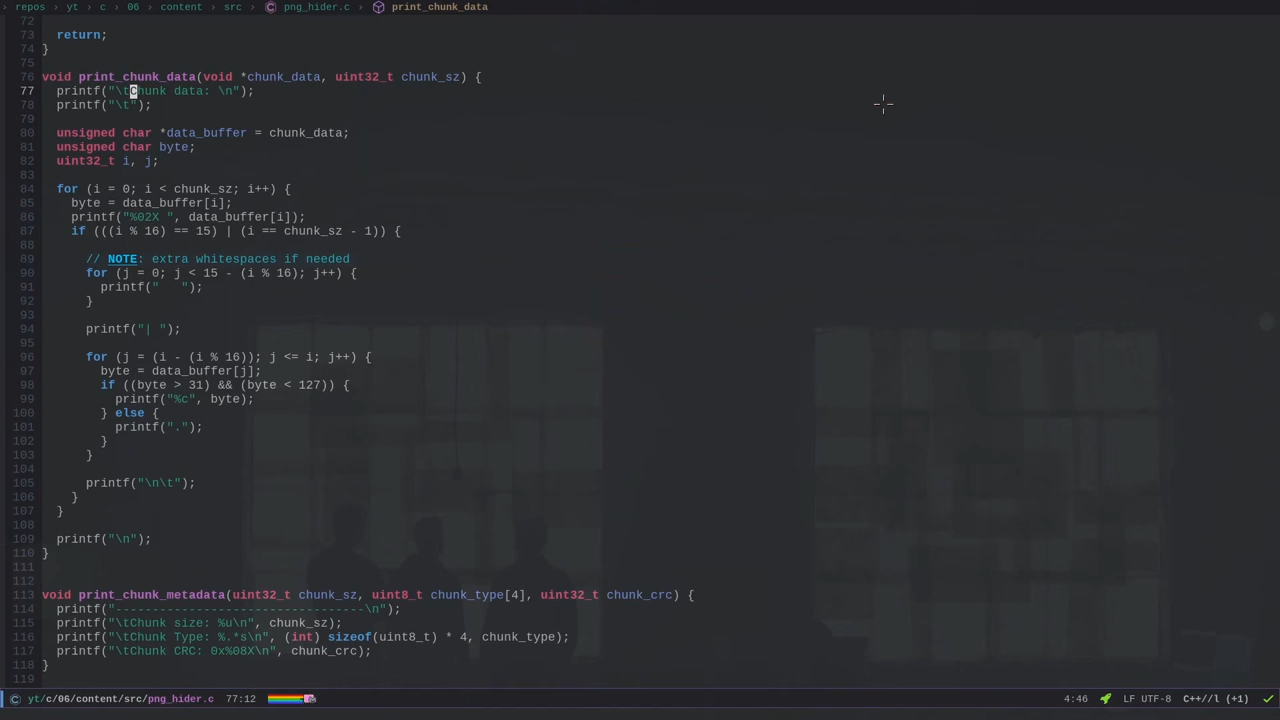 repos › yt › c › 06 › content › src › png_hider.c › print_chunk_data
72
73 return;
74 }
75
76 void print_chunk_data(void *chunk_data, uint32_t chunk_sz) {
77 printf("\tChunk data: \n");
78 printf("\t");
79
80 unsigned char *data_buffer = chunk_data;
81 unsigned char byte;
82 uint32_t i, j;
83
84 for (i = 0; i < chunk_sz; i++) {
85 byte = data_buffer[i];
86 printf("%02X ", data_buffer[i]);
87 if (((i % 16) == 15) | (i == chunk_sz - 1)) {
88
89 // NOTE: extra whitespaces if needed
90 for (j = 0; j < 15 - (i % 16); j++) {
91 printf("   ");
92 }
93
94 printf("| ");
95
96 for (j = (i - (i % 16)); j <= i; j++) {
97 byte = data_buffer[j];
98 if ((byte > 31) && (byte < 127)) {
99 printf("%c", byte);
100 } else {
101 printf(".");
102 }
103 }
104
105 printf("\n\t");
106 }
107 }
108
109 printf("\n");
110 }
111
112
113 void print_chunk_metadata(uint32_t chunk_sz, uint8_t chunk_type[4], uint32_t chunk_crc) {
114 printf("----------------------------------\n");
115 printf("\tChunk size: %u\n", chunk_sz);
116 printf("\tChunk Type: %.*s\n", (int) sizeof(uint8_t) * 4, chunk_type);
117 printf("\tChunk CRC: 0x%08X\n", chunk_crc);
118 }
119
yt/c/06/content/src/png_hider.c 77:12 4:46 LF UTF-8 C++//l (+1)